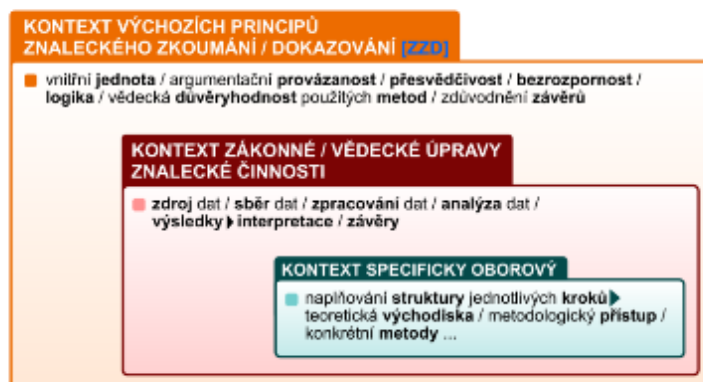 KONTEXT VÝCHOZÍCH PRINCIPŮ
ZNALECKÉHO ZKOUMÁNÍ / DOKAZOVÁNÍ [ZZD]
vnitřní jednota / argumentační provázanost / přesvědčivost / bezrozpornost /
logika / vědecká důvěryhodnost použitých metod / zdůvodnění závěrů
KONTEXT ZÁKONNÉ / VĚDECKÉ ÚPRAVY
ZNALECKÉ ČINNOSTI
zdroj dat / sběr dat / zpracování dat / analýza dat /
výsledky ▶ interpretace / závěry
KONTEXT SPECIFICKY OBOROVÝ
naplňování struktury jednotlivých kroků ▶
teoretická východiska / metodologický přístup /
konkrétní metody ...